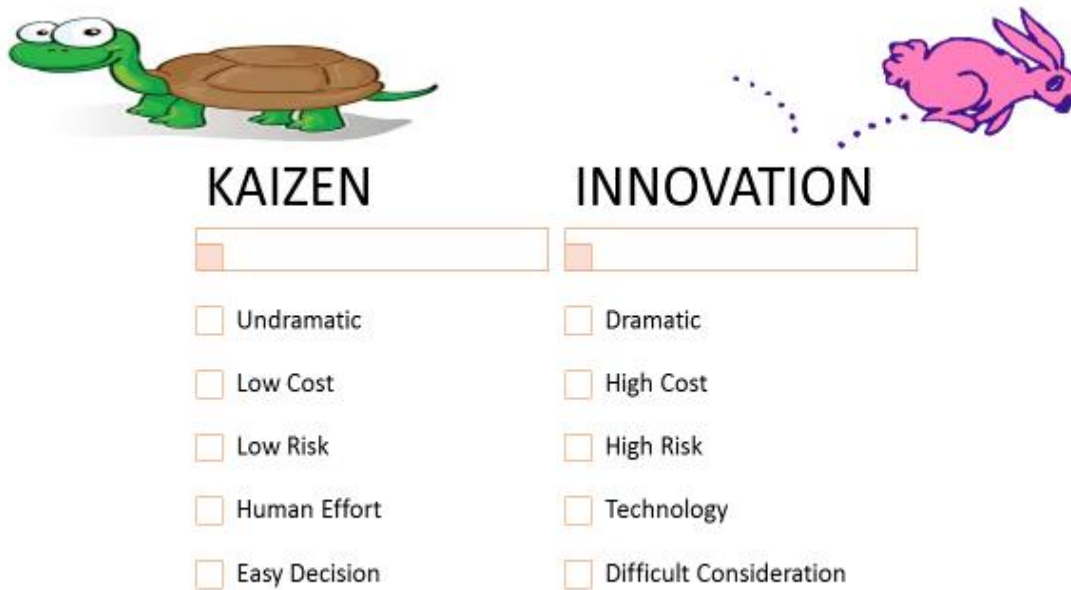 KAIZEN
INNOVATION
Undramatic
Dramatic
Low Cost
High Cost
Low Risk
High Risk
Human Effort
Technology
Easy Decision
Difficult Consideration